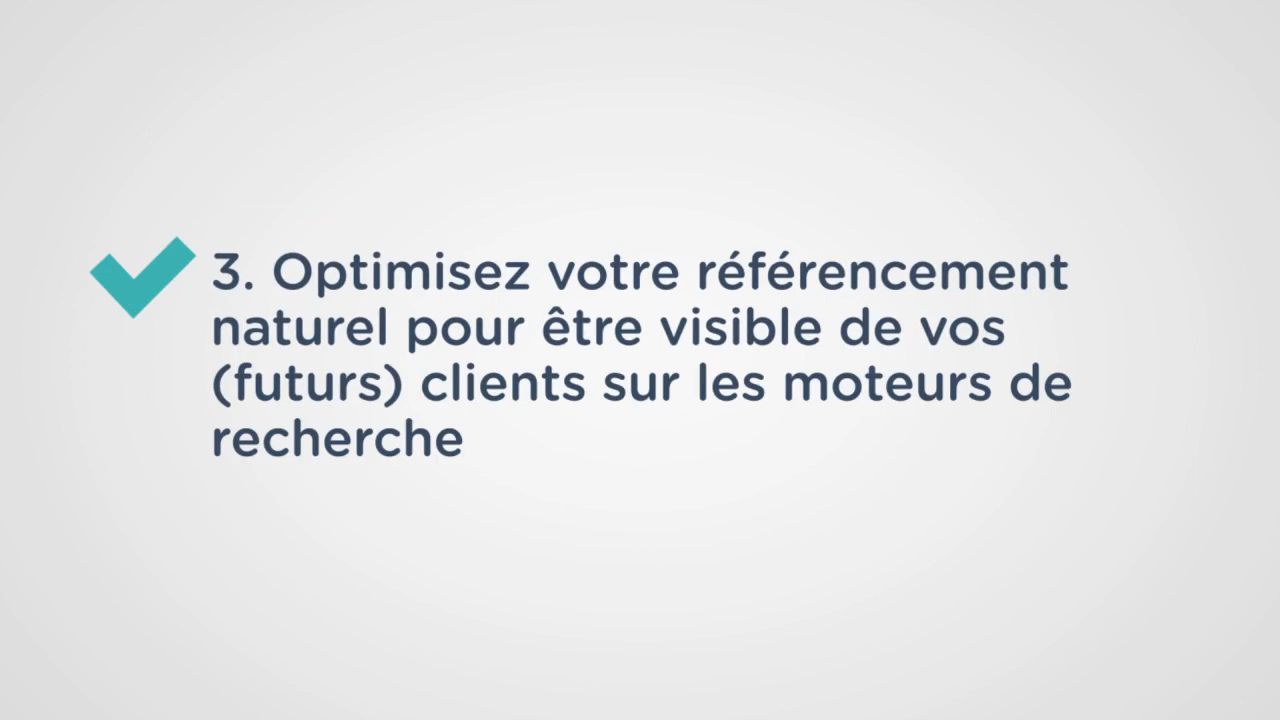 3. Optimisez votre référencement
naturel pour être visible de vos
(futurs) clients sur les moteurs de
recherche